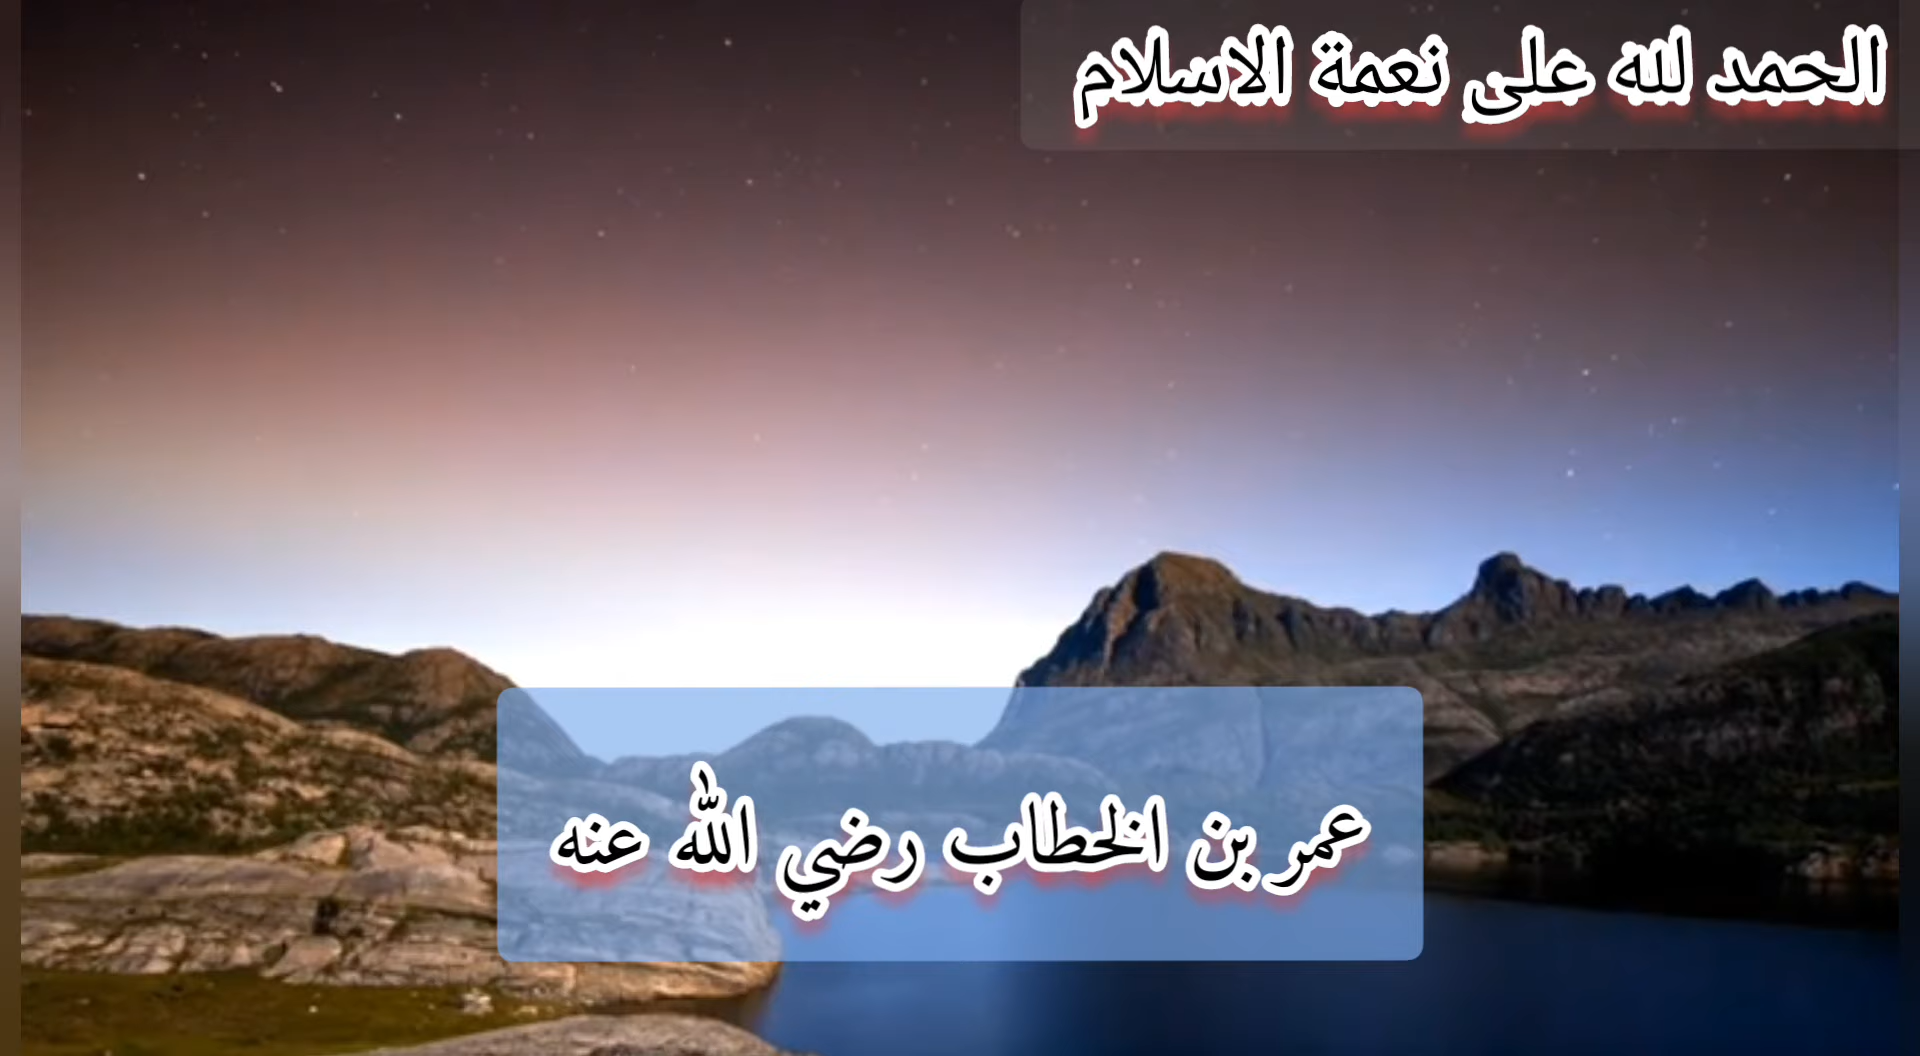 الحمد لله على نعمة الاسلام
عمر بن الخطاب رضي الله عنه